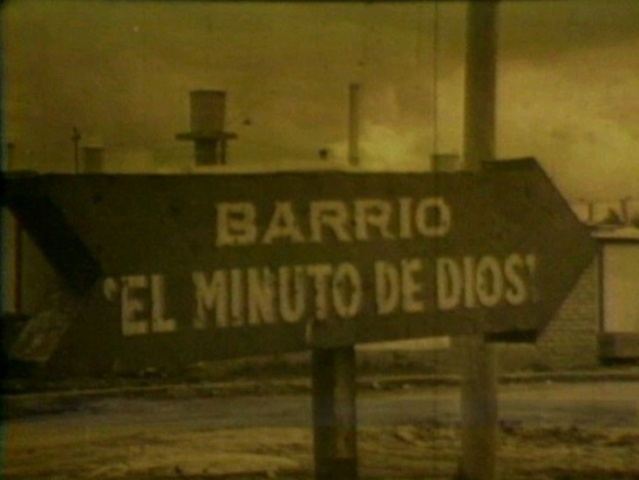 BARRIO
"EL MINUTO DE DIOS"